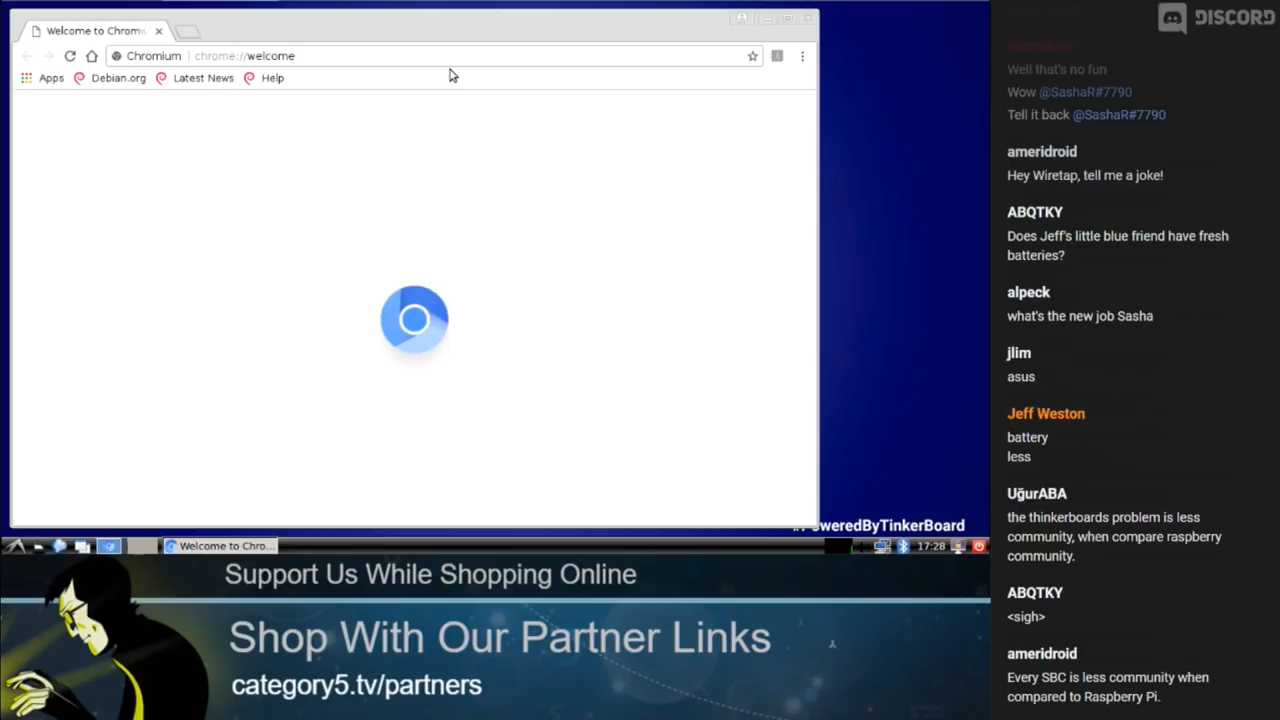 Welcome to Chromi
Chromium
chrome://welcome
Apps
Debian.org
Latest News
Help
PoweredByTinkerBoard
Welcome to Chro...
17:28
Support Us While Shopping Online
Shop With Our Partner Links
category5.tv/partners
DISCORD
Well that's no fun
Wow @SashaR#7790
Tell it back @SashaR#7790
ameridroid
Hey Wiretap, tell me a joke!
ABQTKY
Does Jeff's little blue friend have fresh
batteries?
alpeck
what's the new job Sasha
jlim
asus
Jeff Weston
battery
less
UğurABA
the thinkerboards problem is less
community, when compare raspberry
community.
ABQTKY
<sigh>
ameridroid
Every SBC is less community when
compared to Raspberry Pi.